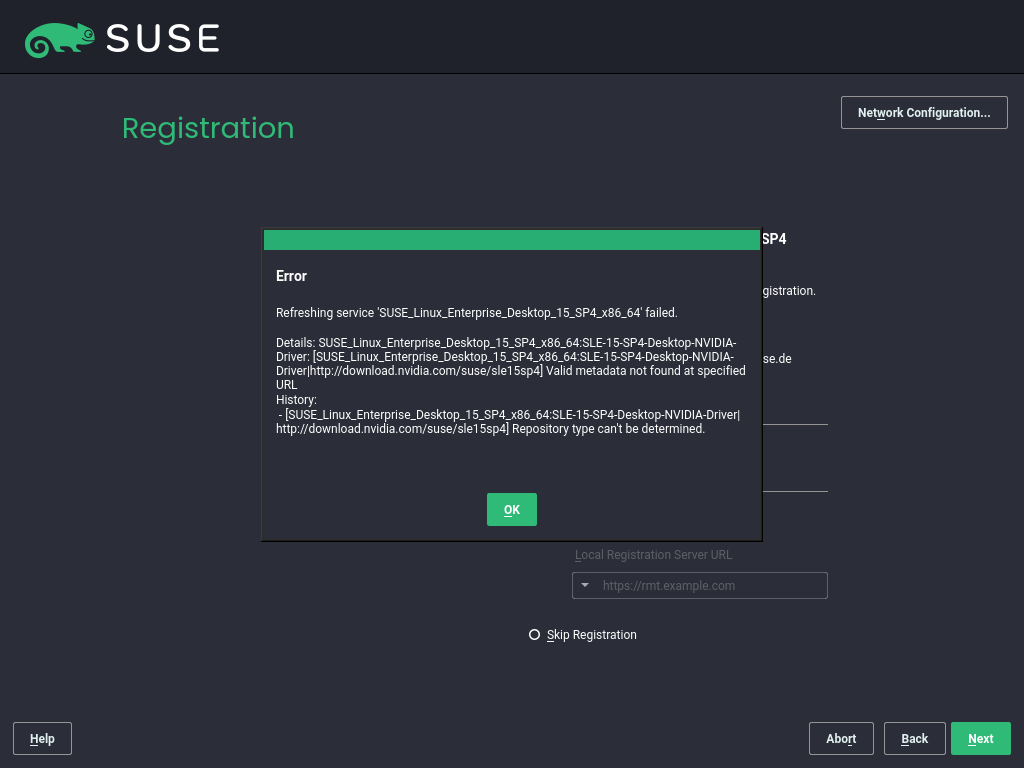 SUSE
Network Configuration...
Registration
SP4
Error
egistration.
Refreshing service 'SUSE_Linux_Enterprise_Desktop_15_SP4_x86_64' failed.
Details: SUSE_Linux_Enterprise_Desktop_15_SP4_x86_64:SLE-15-SP4-Desktop-NVIDIA-
Driver: [SUSE_Linux_Enterprise_Desktop_15_SP4_x86_64:SLE-15-SP4-Desktop-NVIDIA-
se.de
Driver|http://download.nvidia.com/suse/sle15sp4] Valid metadata not found at specified
URL
History:
- [SUSE_Linux_Enterprise_Desktop_15_SP4_x86_64:SLE-15-SP4-Desktop-NVIDIA-Driver|
http://download.nvidia.com/suse/sle15sp4] Repository type can't be determined.
OK
Local Registration Server URL
https://rmt.example.com
Skip Registration
Help
Abort
Back
Next